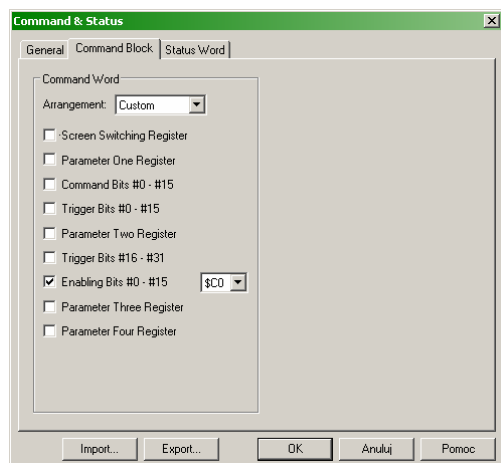 Command & Status
General Command Block Status Word
Command Word
Arrangement: Custom
Screen Switching Register
Parameter One Register
Command Bits #0 - #15
Trigger Bits #0 - #15
Parameter Two Register
Trigger Bits #16 - #31
Enabling Bits #0 - #15 $C0
Parameter Three Register
Parameter Four Register
Import... Export... OK Anuluj Pomoc